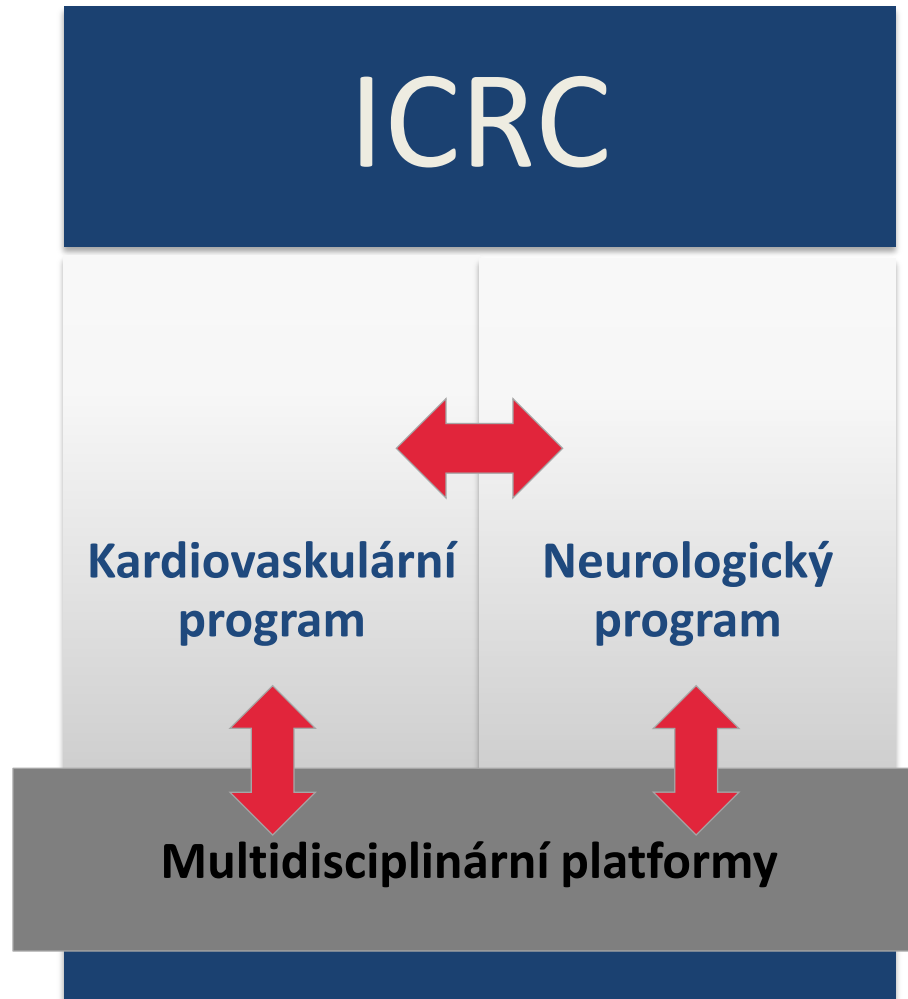 ICRC
Kardiovaskulární
program
Neurologický
program
Multidisciplinární platformy